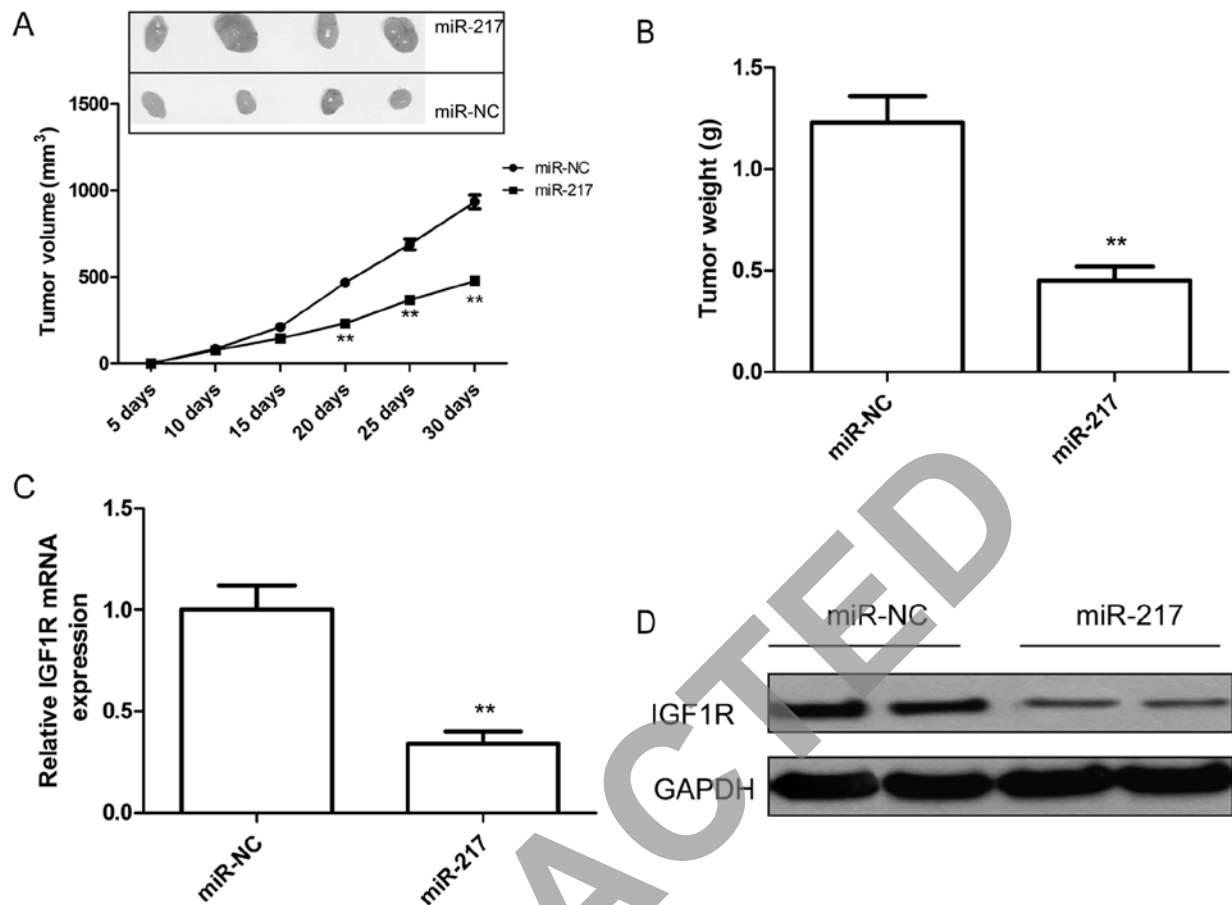 A
miR-217
miR-NC
Tumor volume (mm³)
1500
1000
500
0
miR-NC
miR-217
**
**
**
5 days
10 days
15 days
20 days
25 days
30 days
B
Tumor weight (g)
1.5
1.0
0.5
0.0
**
miR-NC
miR-217
C
Relative IGF1R mRNA
expression
1.5
1.0
0.5
0.0
**
miR-NC
miR-217
D
miR-NC
miR-217
IGF1R
GAPDH
ACTED